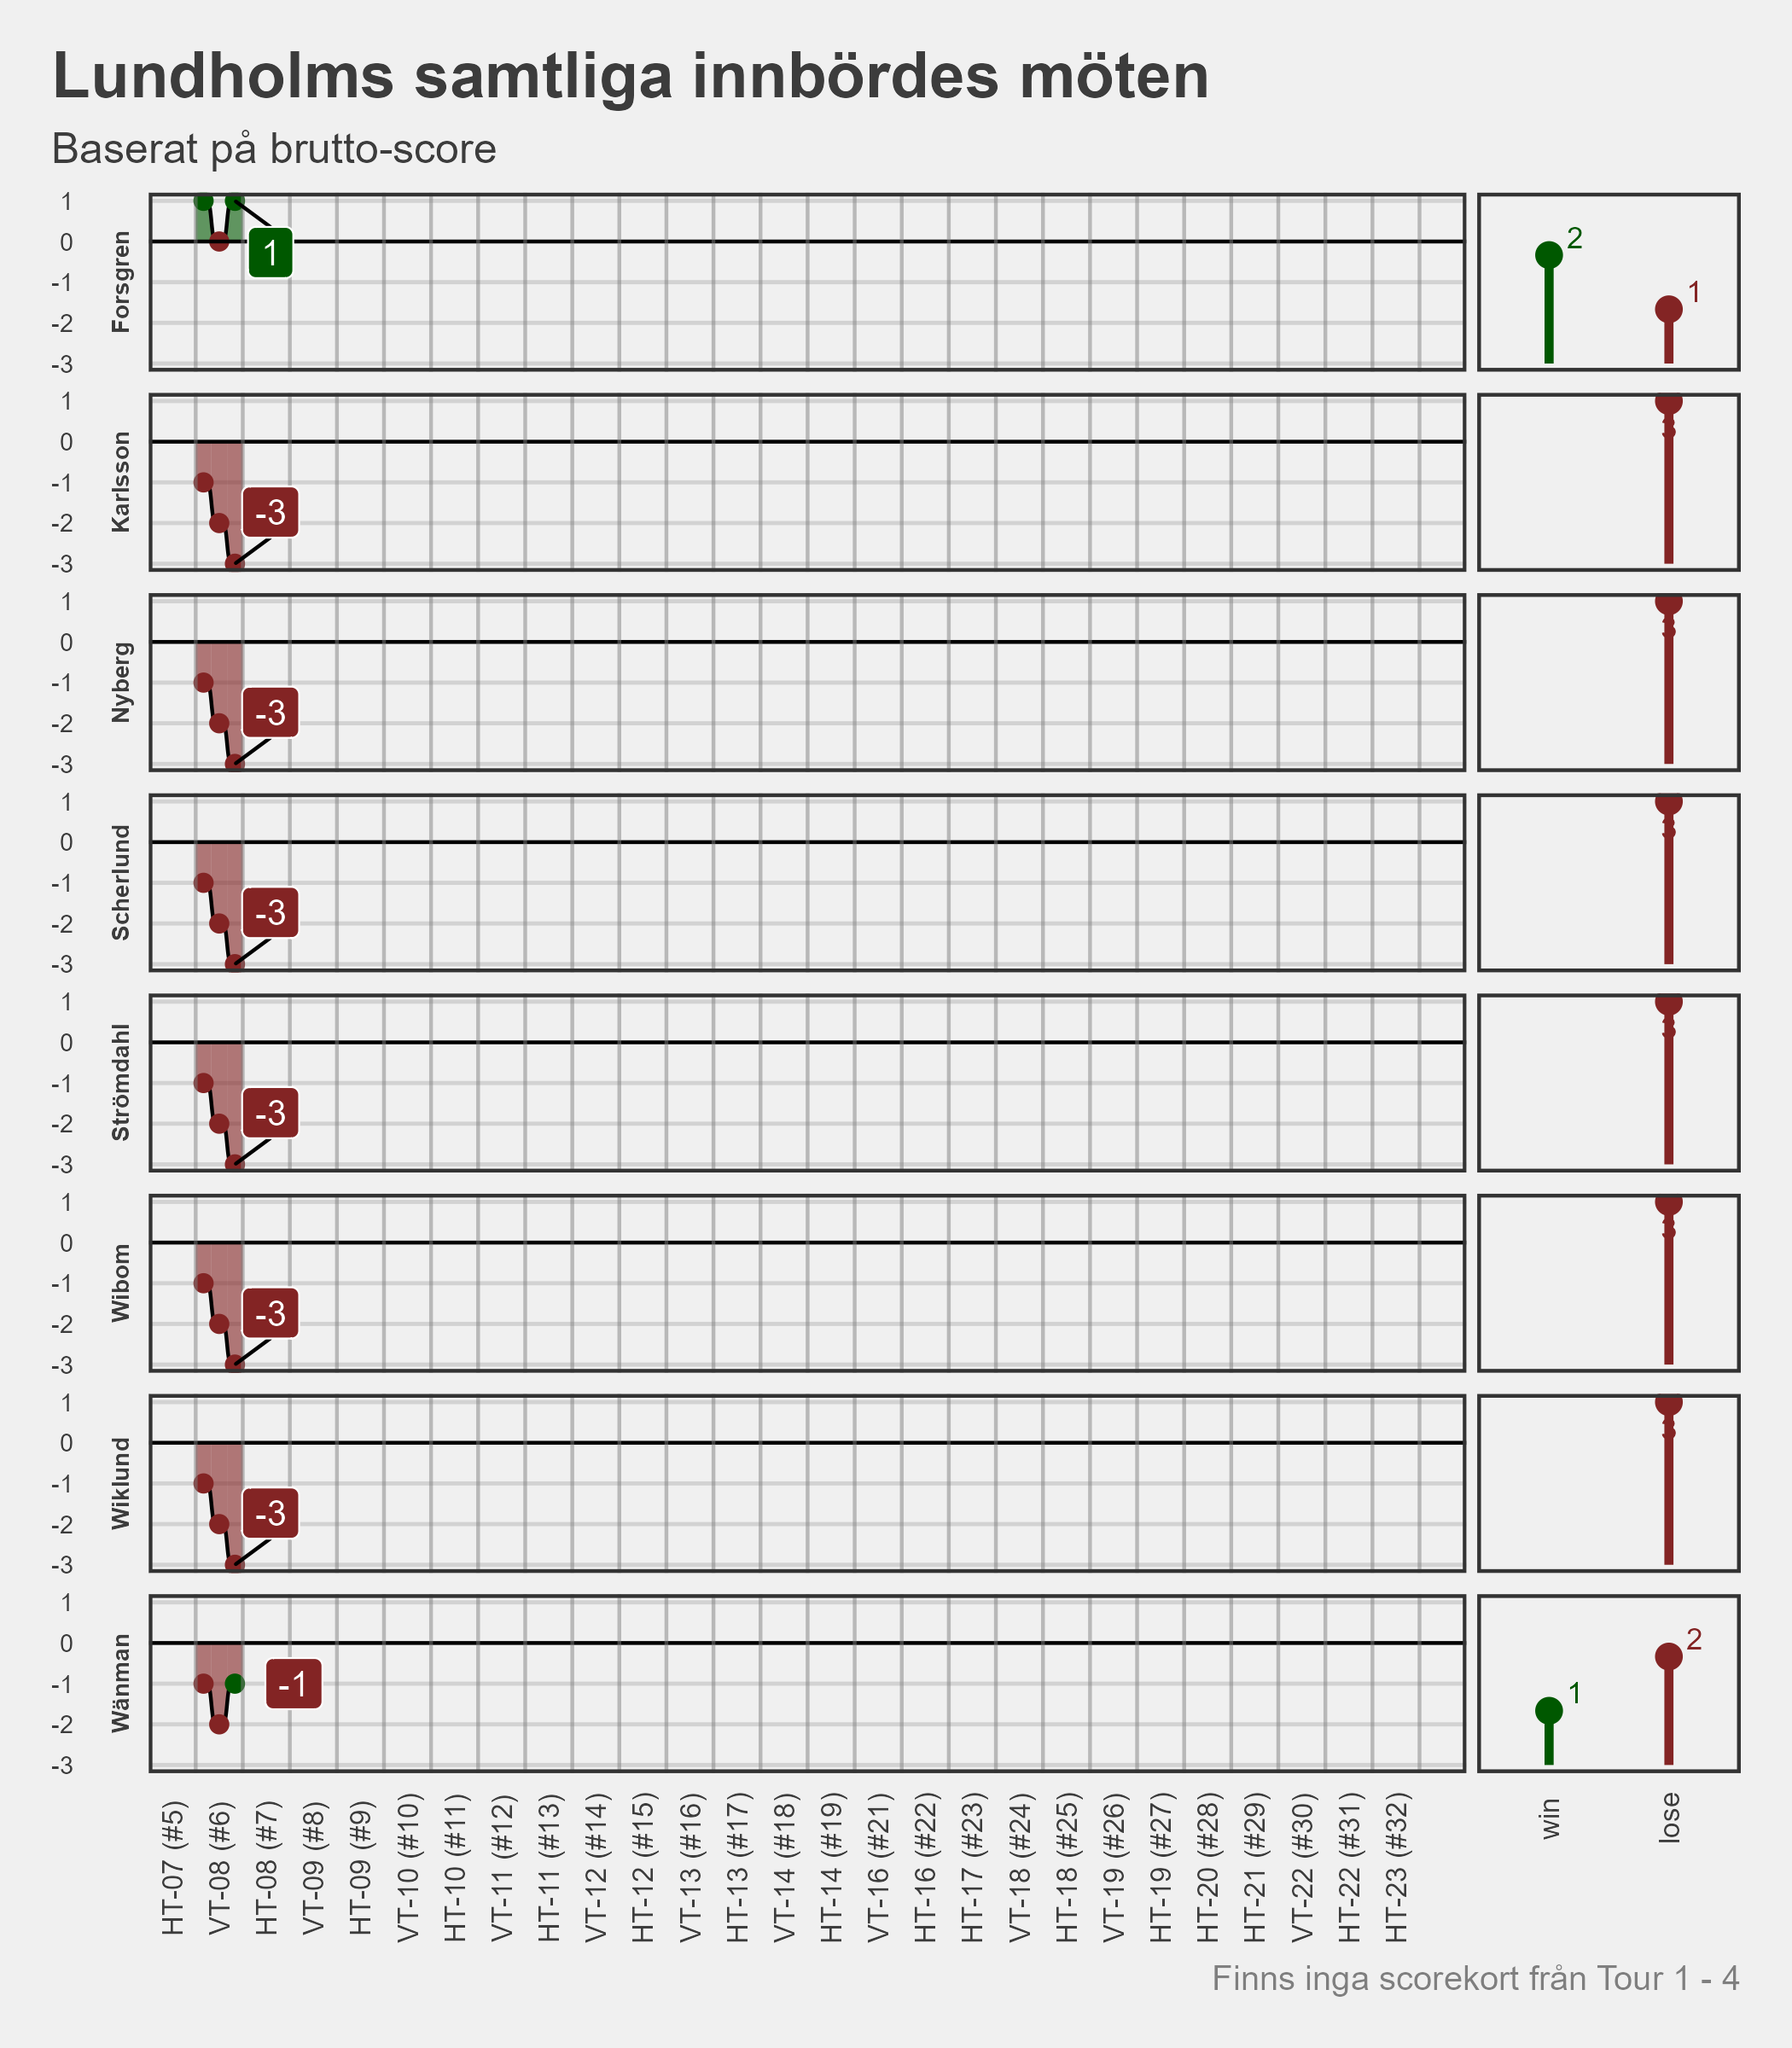 Lundholms samtliga innbördes möten
Baserat på brutto-score
Forsgren
1
0
-1
-2
-3
1
2
1
Karlsson
1
0
-1
-2
-3
-3
3
Nyberg
1
0
-1
-2
-3
-3
3
Scherlund
1
0
-1
-2
-3
-3
3
Strömdahl
1
0
-1
-2
-3
-3
3
Wibom
1
0
-1
-2
-3
-3
3
Wiklund
1
0
-1
-2
-3
-3
3
Wänman
1
0
-1
-2
-3
-1
1
2
HT-07 (#5)
VT-08 (#6)
HT-08 (#7)
VT-09 (#8)
HT-09 (#9)
VT-10 (#10)
HT-10 (#11)
VT-11 (#12)
HT-11 (#13)
VT-12 (#14)
HT-12 (#15)
VT-13 (#16)
HT-13 (#17)
VT-14 (#18)
HT-14 (#19)
VT-16 (#21)
HT-16 (#22)
HT-17 (#23)
VT-18 (#24)
HT-18 (#25)
VT-19 (#26)
HT-19 (#27)
HT-20 (#28)
HT-21 (#29)
VT-22 (#30)
HT-22 (#31)
HT-23 (#32)
win
lose
Finns inga scorekort från Tour 1 - 4